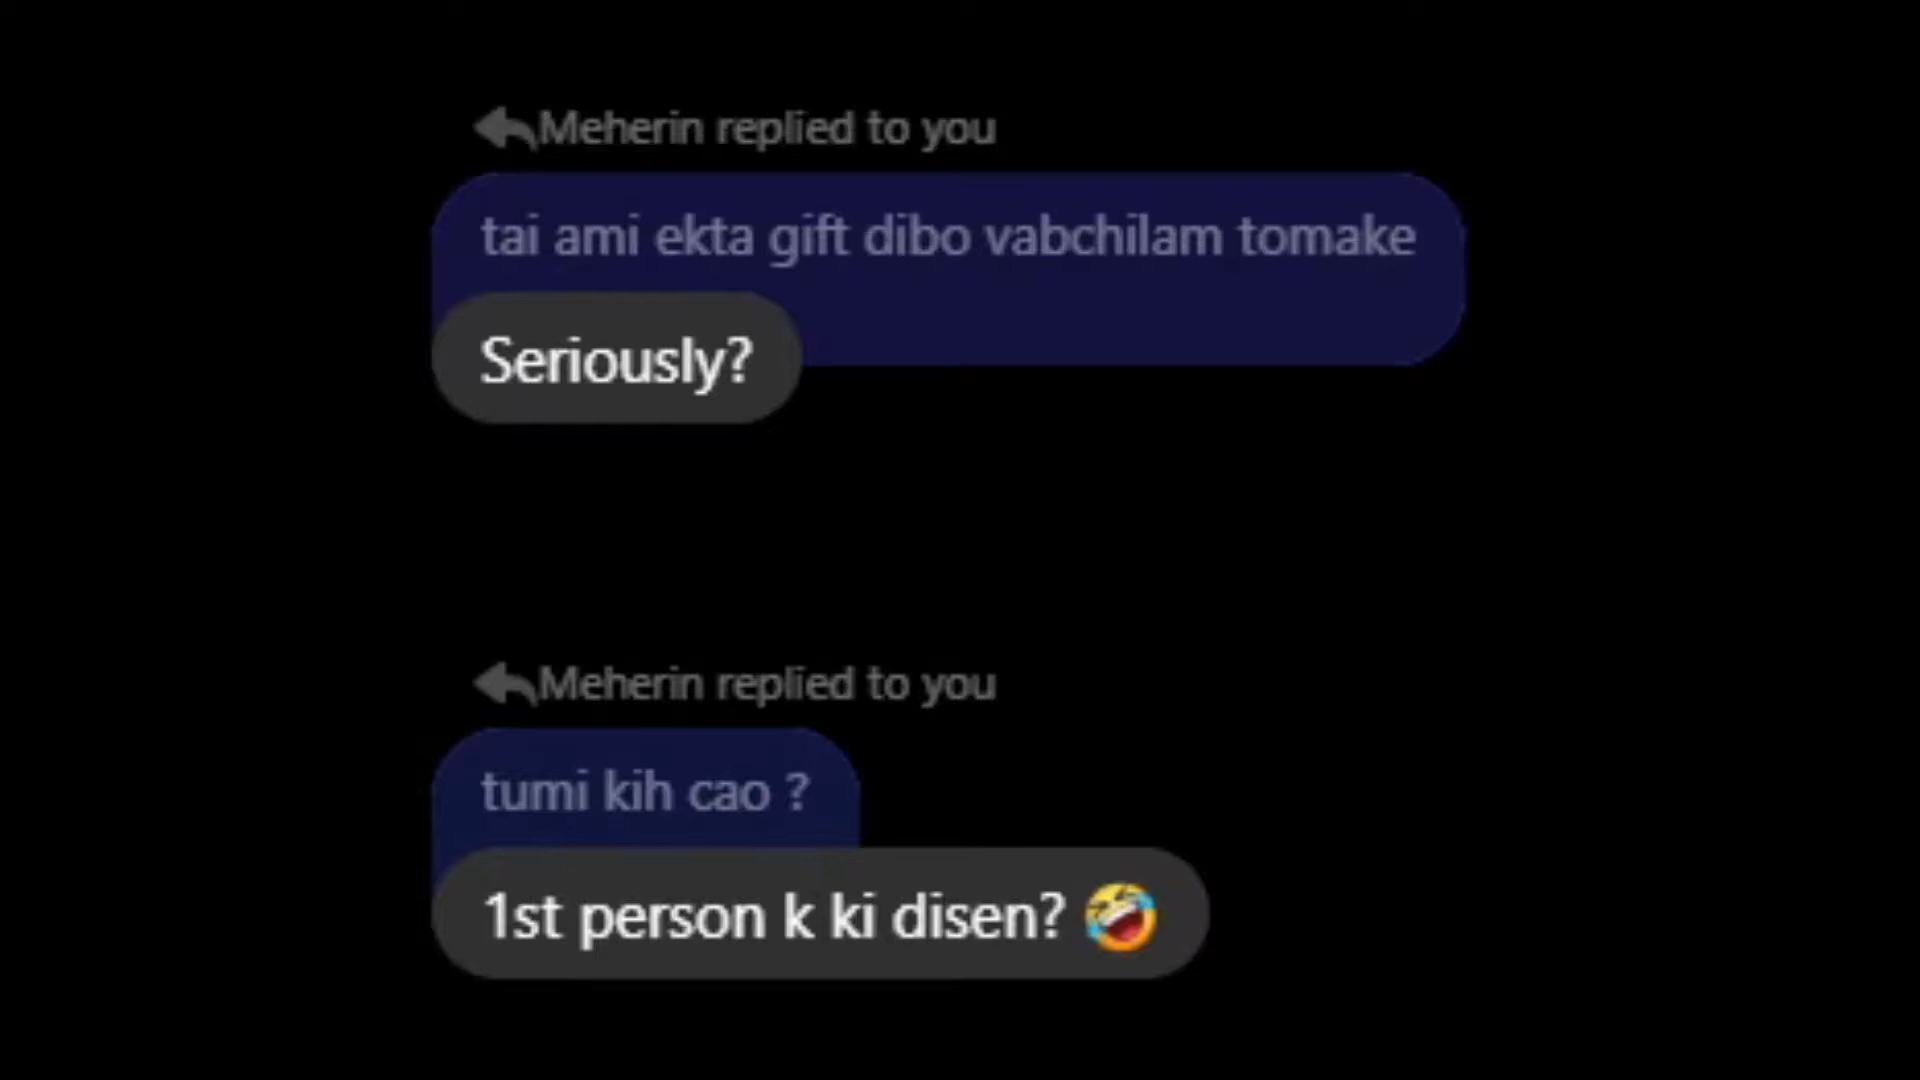 Meherin replied to you
tai ami ekta gift dibo vabchilam tomake
Seriously?
Meherin replied to you
tumi kih cao ?
1st person k ki disen? 🤣